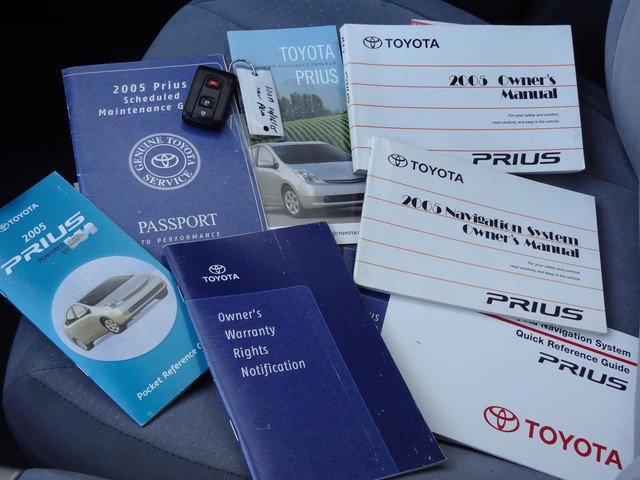 2005 Prius
Scheduled
Maintenance
GENUINE TOYOTA
SERVICE
PASSPORT
TO PERFORMANCE
TOYOTA
PRIUS
TOYOTA
2005 Owner's
Manual
For your safety and comfort,
read carefully and keep in the vehicle.
PRIUS
TOYOTA
2005 Navigation System
Owner's Manual
For your safety and comfort,
read carefully and keep in the vehicle.
PRIUS
TOYOTA
2005
PRIUS
Pocket Reference
TOYOTA
Owner's
Warranty
Rights
Notification
Navigation System
Quick Reference Guide
PRIUS
TOYOTA